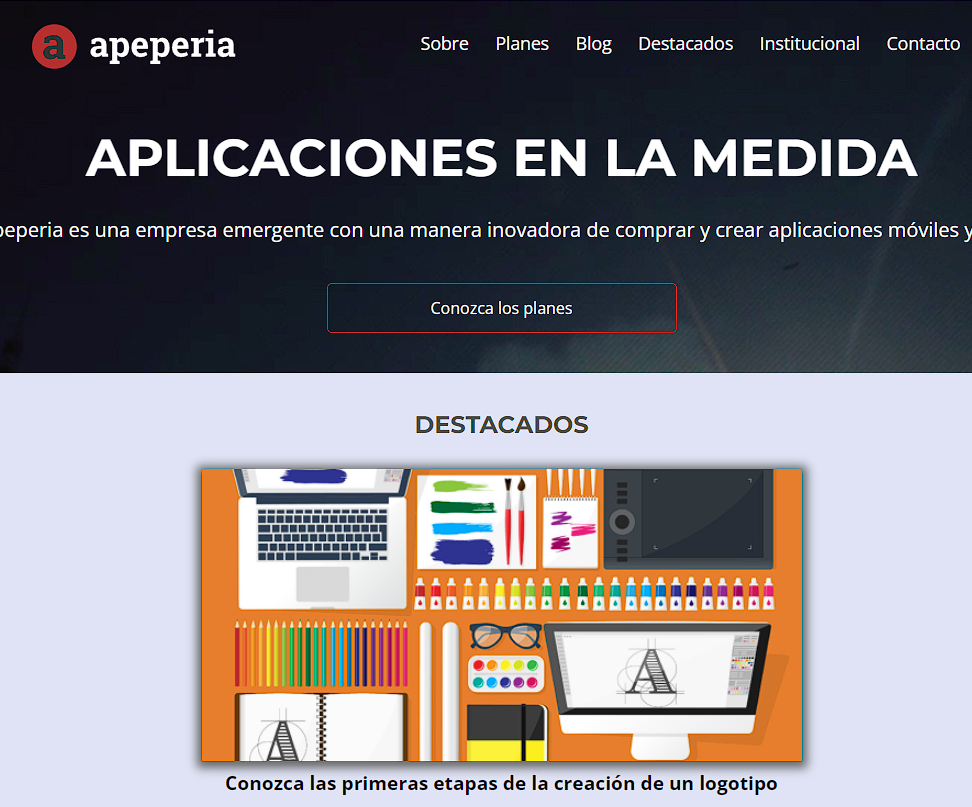 a apeperia
Sobre Planes Blog Destacados Institucional Contacto
APLICACIONES EN LA MEDIDA
peperia es una empresa emergente con una manera inovadora de comprar y crear aplicaciones móviles y
Conozca los planes
DESTACADOS
A
A
Conozca las primeras etapas de la creación de un logotipo